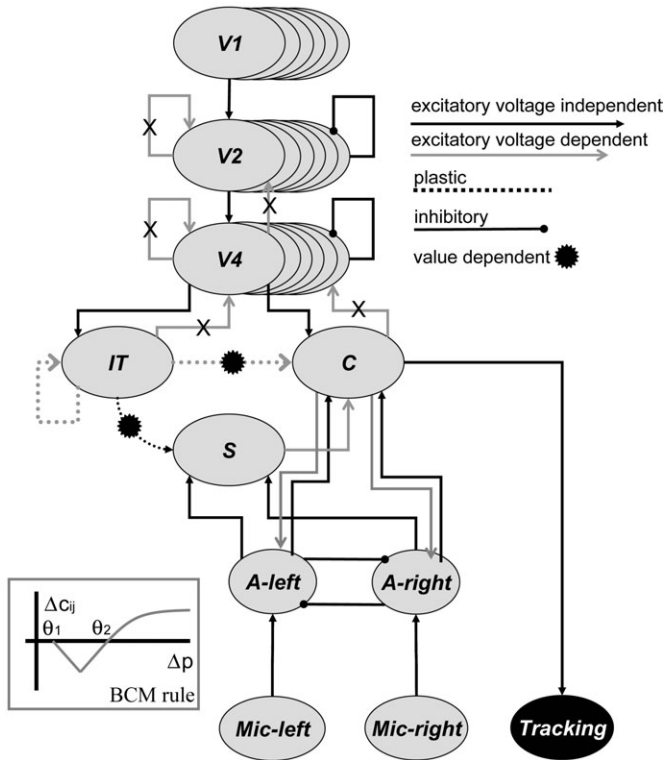 V1
V2
X
V4
X
X
X
X
IT
C
S
A-left
A-right
Mic-left
Mic-right
Tracking
excitatory voltage independent
excitatory voltage dependent
plastic
inhibitory
value dependent
Δcij
θ1
θ2
Δp
BCM rule